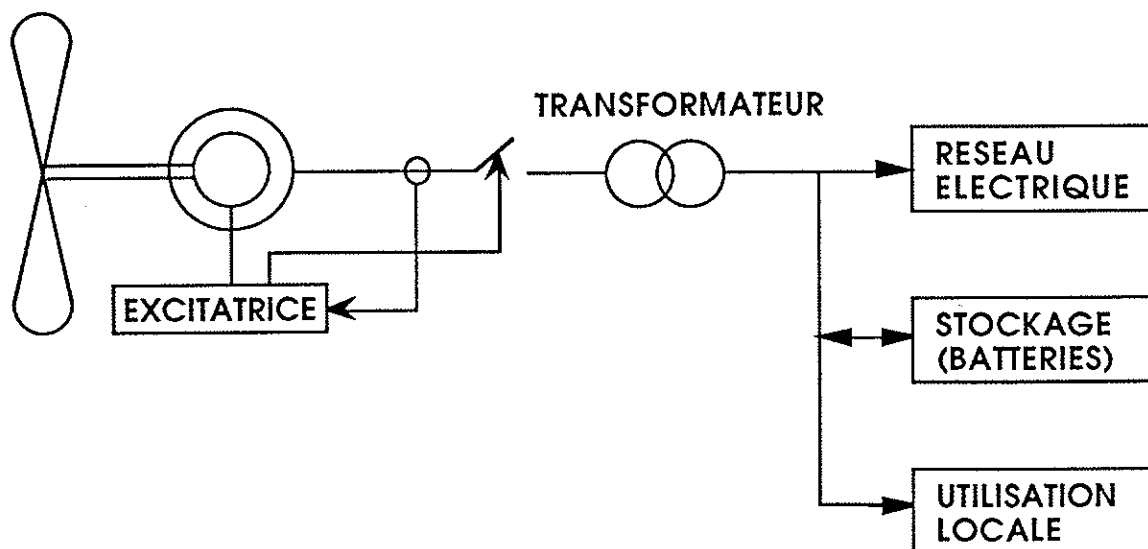 TRANSFORMATEUR
RESEAU
ELECTRIQUE
EXCITATRICE
STOCKAGE
(BATTERIES)
UTILISATION
LOCALE